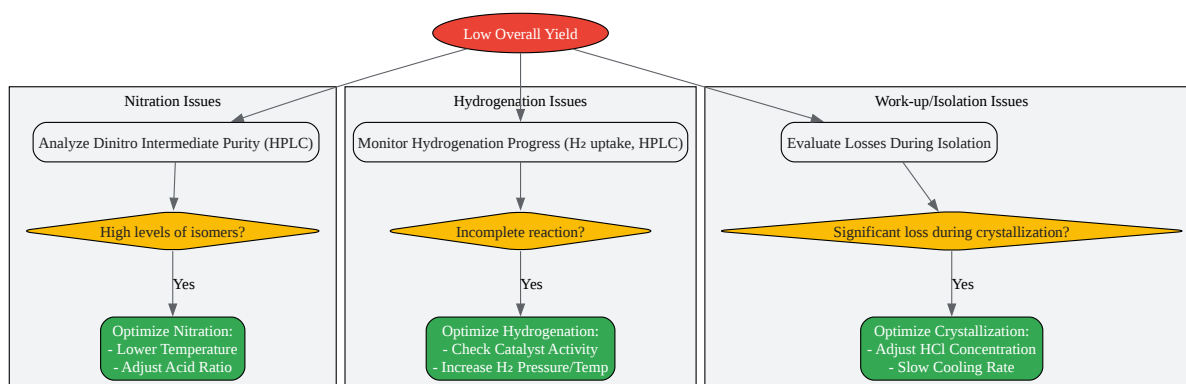 Low Overall Yield
Nitration Issues
Analyze Dinitro Intermediate Purity (HPLC)
High levels of isomers?
Yes
Optimize Nitration:
- Lower Temperature
- Adjust Acid Ratio
Hydrogenation Issues
Monitor Hydrogenation Progress (H₂ uptake, HPLC)
Incomplete reaction?
Yes
Optimize Hydrogenation:
- Check Catalyst Activity
- Increase H₂ Pressure/Temp
Work-up/Isolation Issues
Evaluate Losses During Isolation
Significant loss during crystallization?
Yes
Optimize Crystallization:
- Adjust HCl Concentration
- Slow Cooling Rate